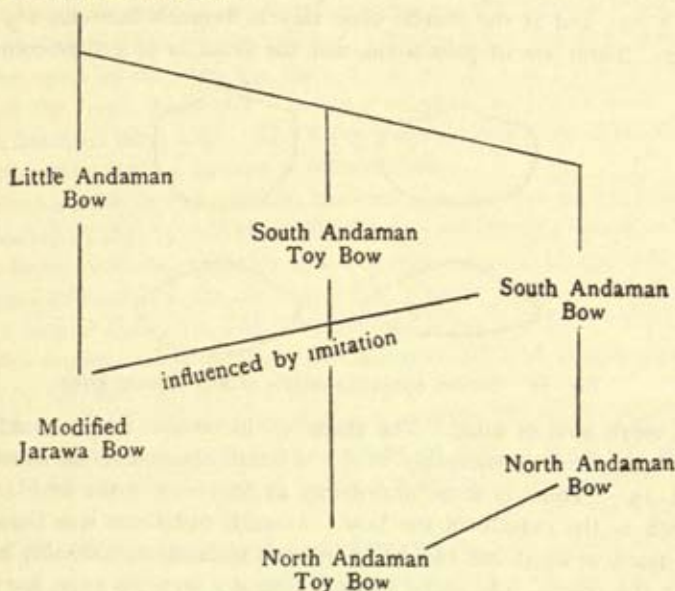 Little Andaman
Bow
South Andaman
Toy Bow
South Andaman
Bow
influenced by imitation
Modified
Jarawa Bow
North Andaman
Bow
North Andaman
Toy Bow